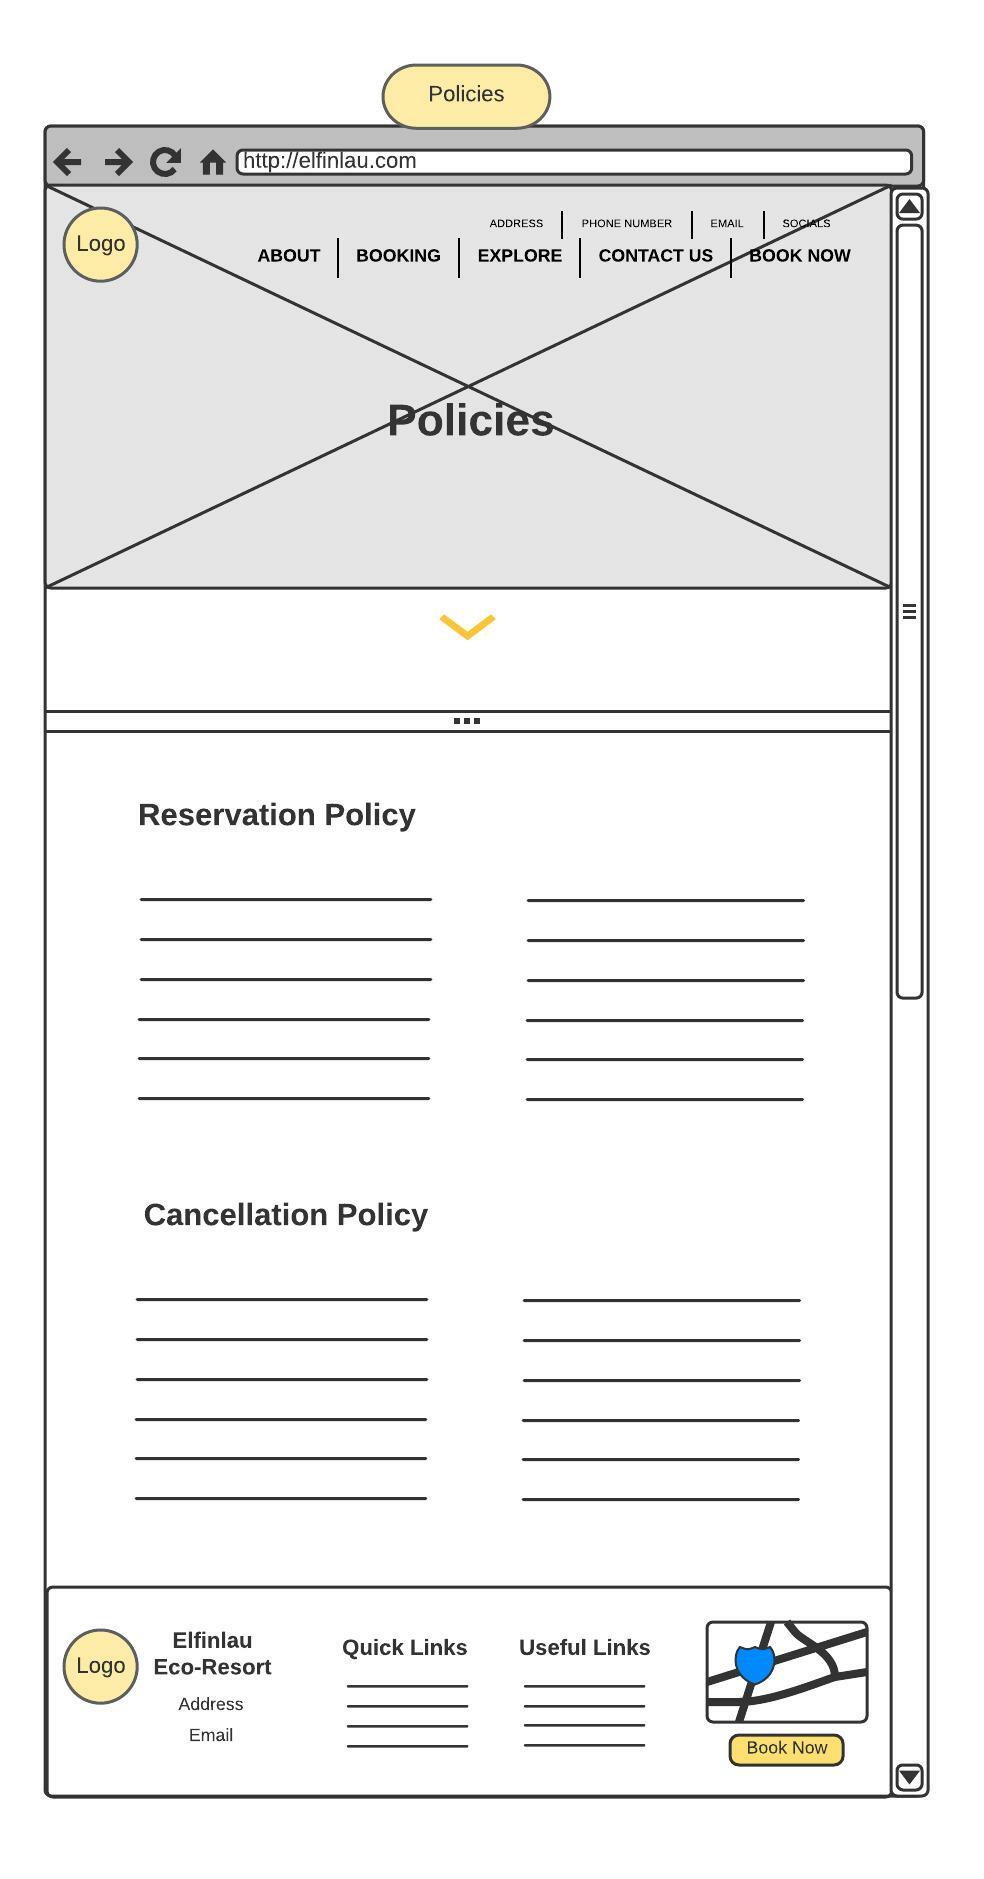 Policies
http://elfinlau.com
Logo
ADDRESS PHONE NUMBER EMAIL SOCIALS
ABOUT BOOKING EXPLORE CONTACT US BOOK NOW
Policies
Reservation Policy
Cancellation Policy
Logo
Elfinlau
Eco-Resort
Address
Email
Quick Links
Useful Links
Book Now